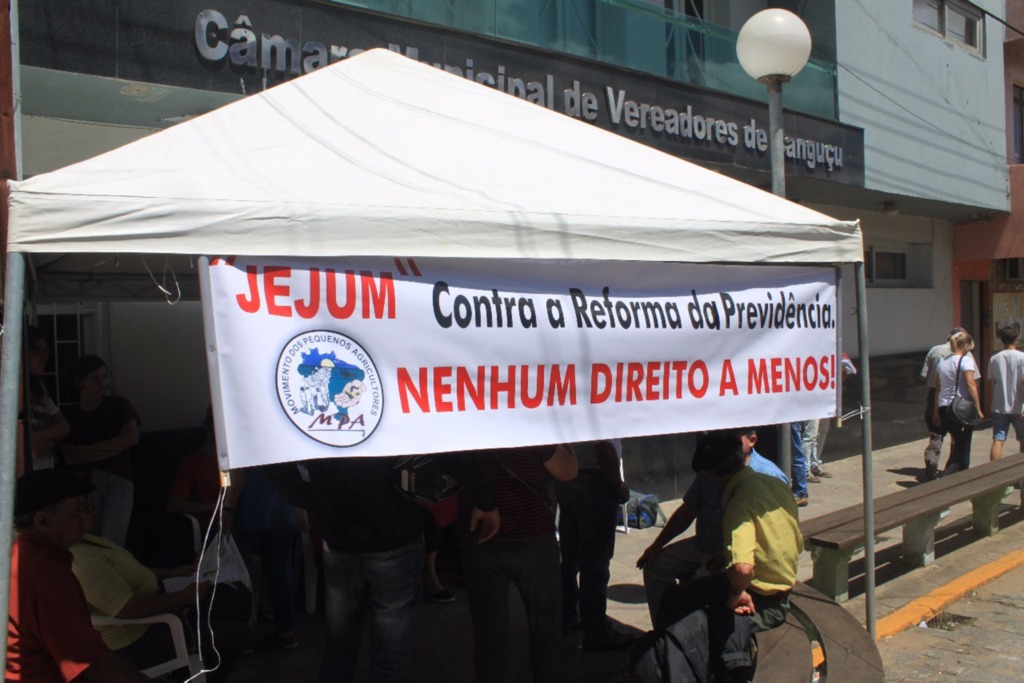 Câmara Municipal de Vereadores de Canguçu
"JEJUM" Contra a Reforma da Previdência.
NENHUM DIREITO A MENOS!
MOVIMENTO DOS PEQUENOS AGRICULTORES
MPA